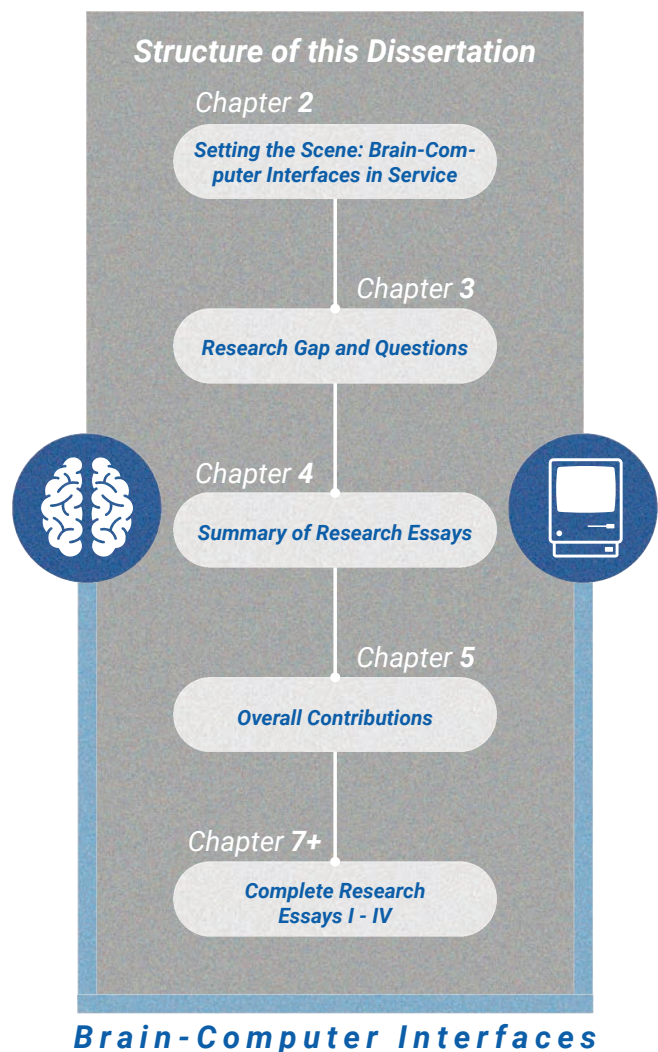 Structure of this Dissertation
Chapter 2
Setting the Scene: Brain-Com-
puter Interfaces in Service
Chapter 3
Research Gap and Questions
Chapter 4
Summary of Research Essays
Chapter 5
Overall Contributions
Chapter 7+
Complete Research
Essays I - IV
Brain-Computer Interfaces